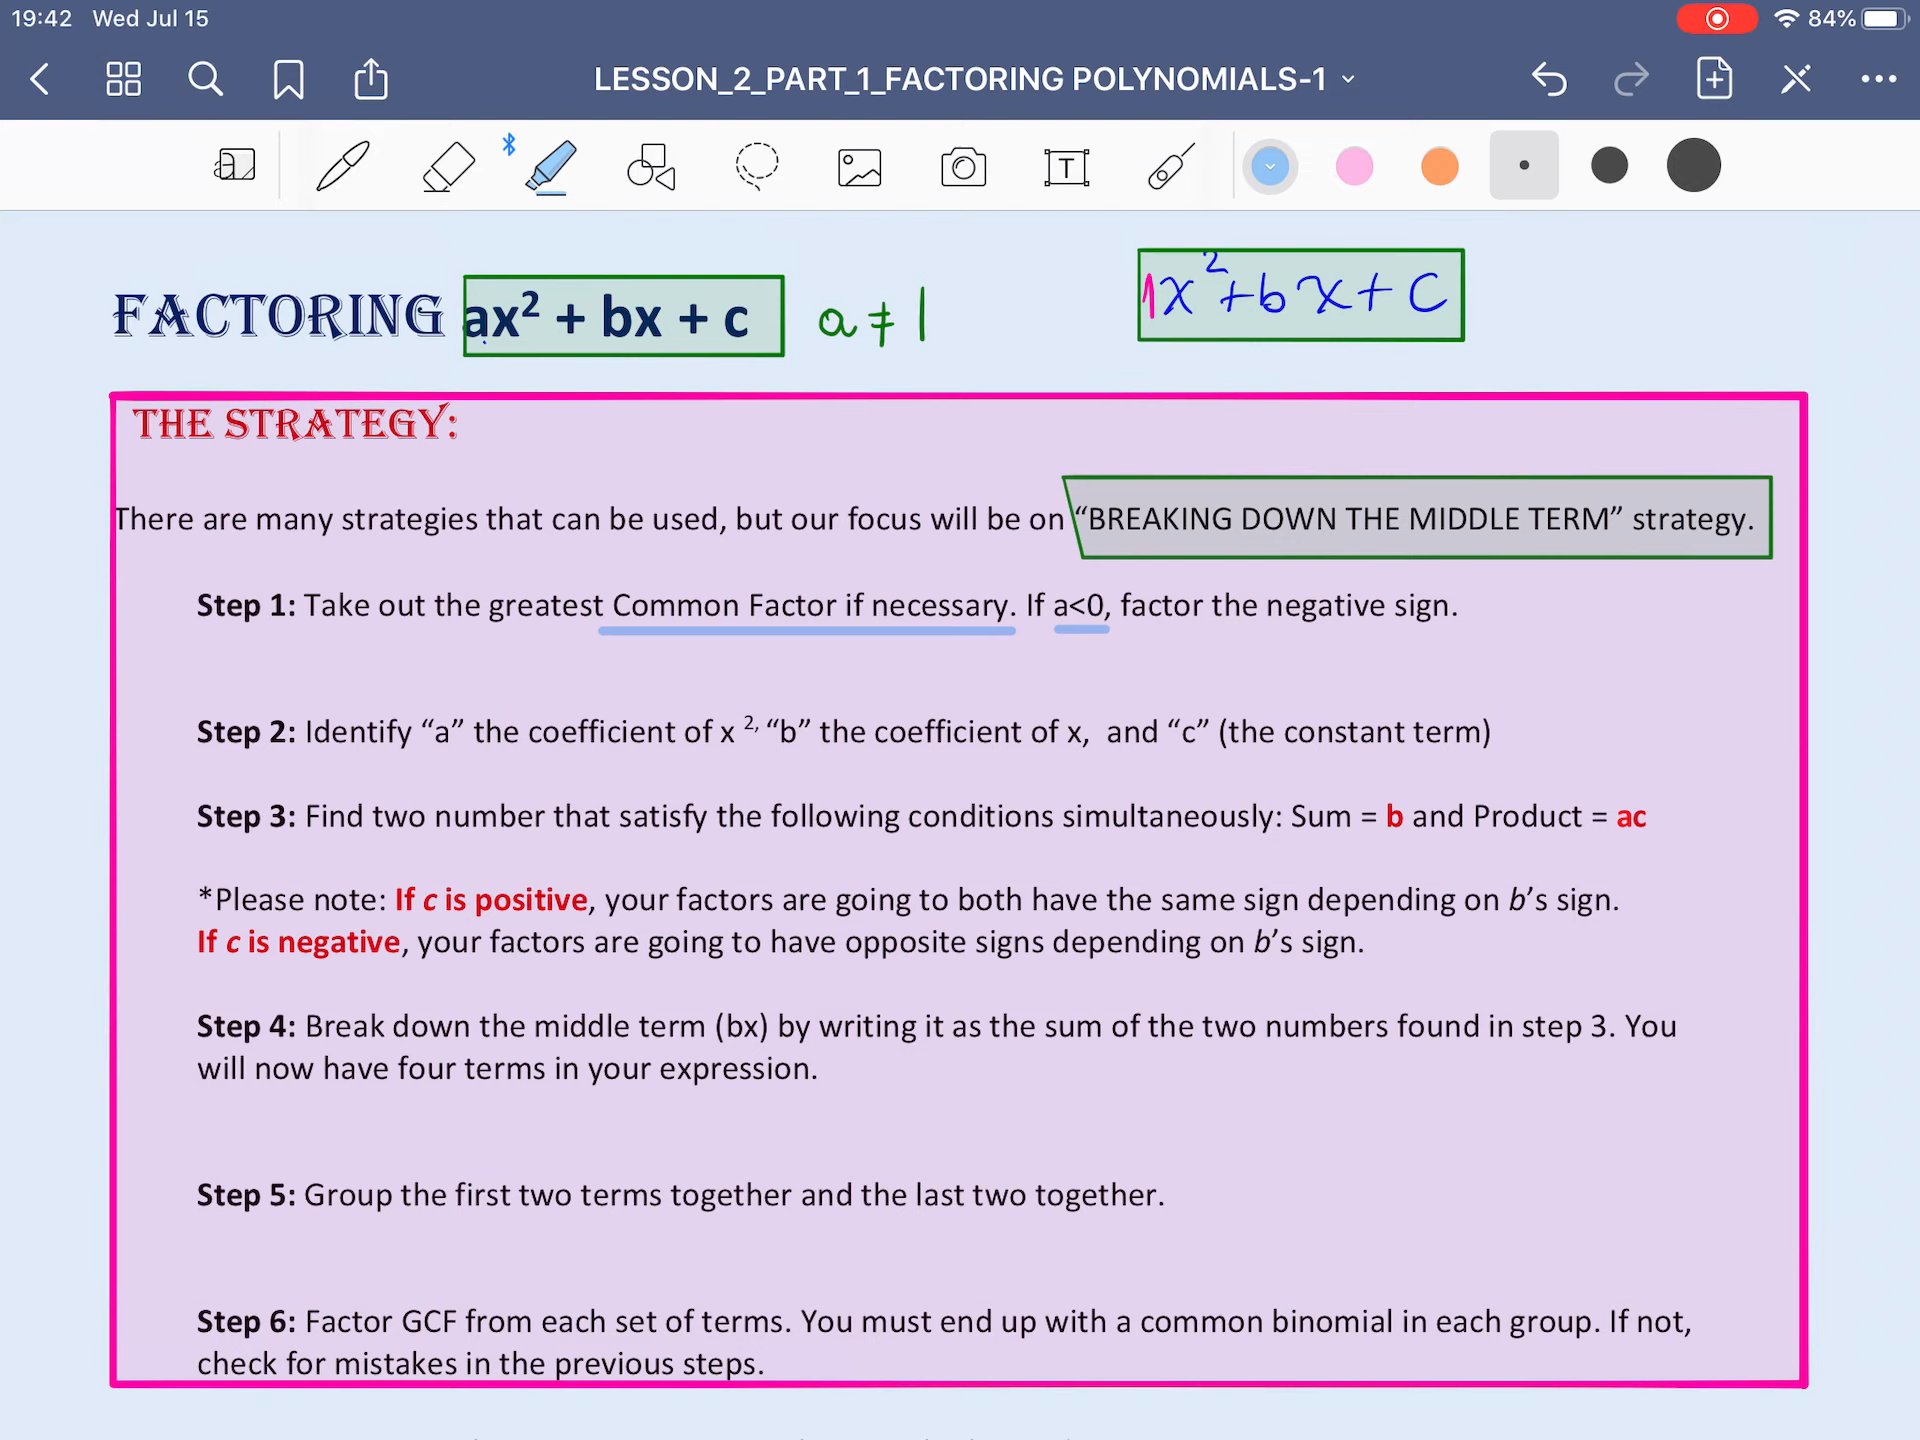 19:42 Wed Jul 15
84%
LESSON_2_PART_1_FACTORING POLYNOMIALS-1
T
FACTORING ax² + bx + c a ≠ 1
1x² + bx + c
THE STRATEGY:
There are many strategies that can be used, but our focus will be on “BREAKING DOWN THE MIDDLE TERM” strategy.
Step 1: Take out the greatest Common Factor if necessary. If a<0, factor the negative sign.
Step 2: Identify “a” the coefficient of x ², “b” the coefficient of x, and “c” (the constant term)
Step 3: Find two number that satisfy the following conditions simultaneously: Sum = b and Product = ac
*Please note: If c is positive, your factors are going to both have the same sign depending on b’s sign.
If c is negative, your factors are going to have opposite signs depending on b’s sign.
Step 4: Break down the middle term (bx) by writing it as the sum of the two numbers found in step 3. You
will now have four terms in your expression.
Step 5: Group the first two terms together and the last two together.
Step 6: Factor GCF from each set of terms. You must end up with a common binomial in each group. If not,
check for mistakes in the previous steps.